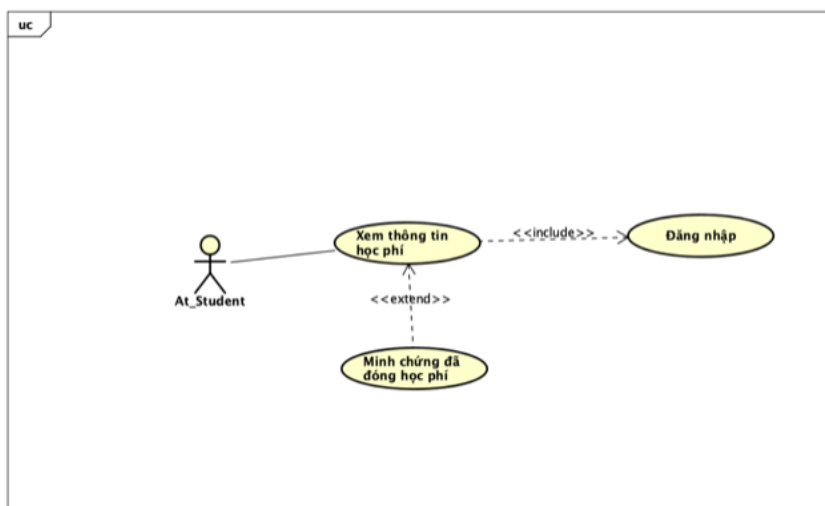 uc
Xem thông tin
học phí
<<include>>
Đăng nhập
At_Student
<<extend>>
Minh chứng đã
đóng học phí